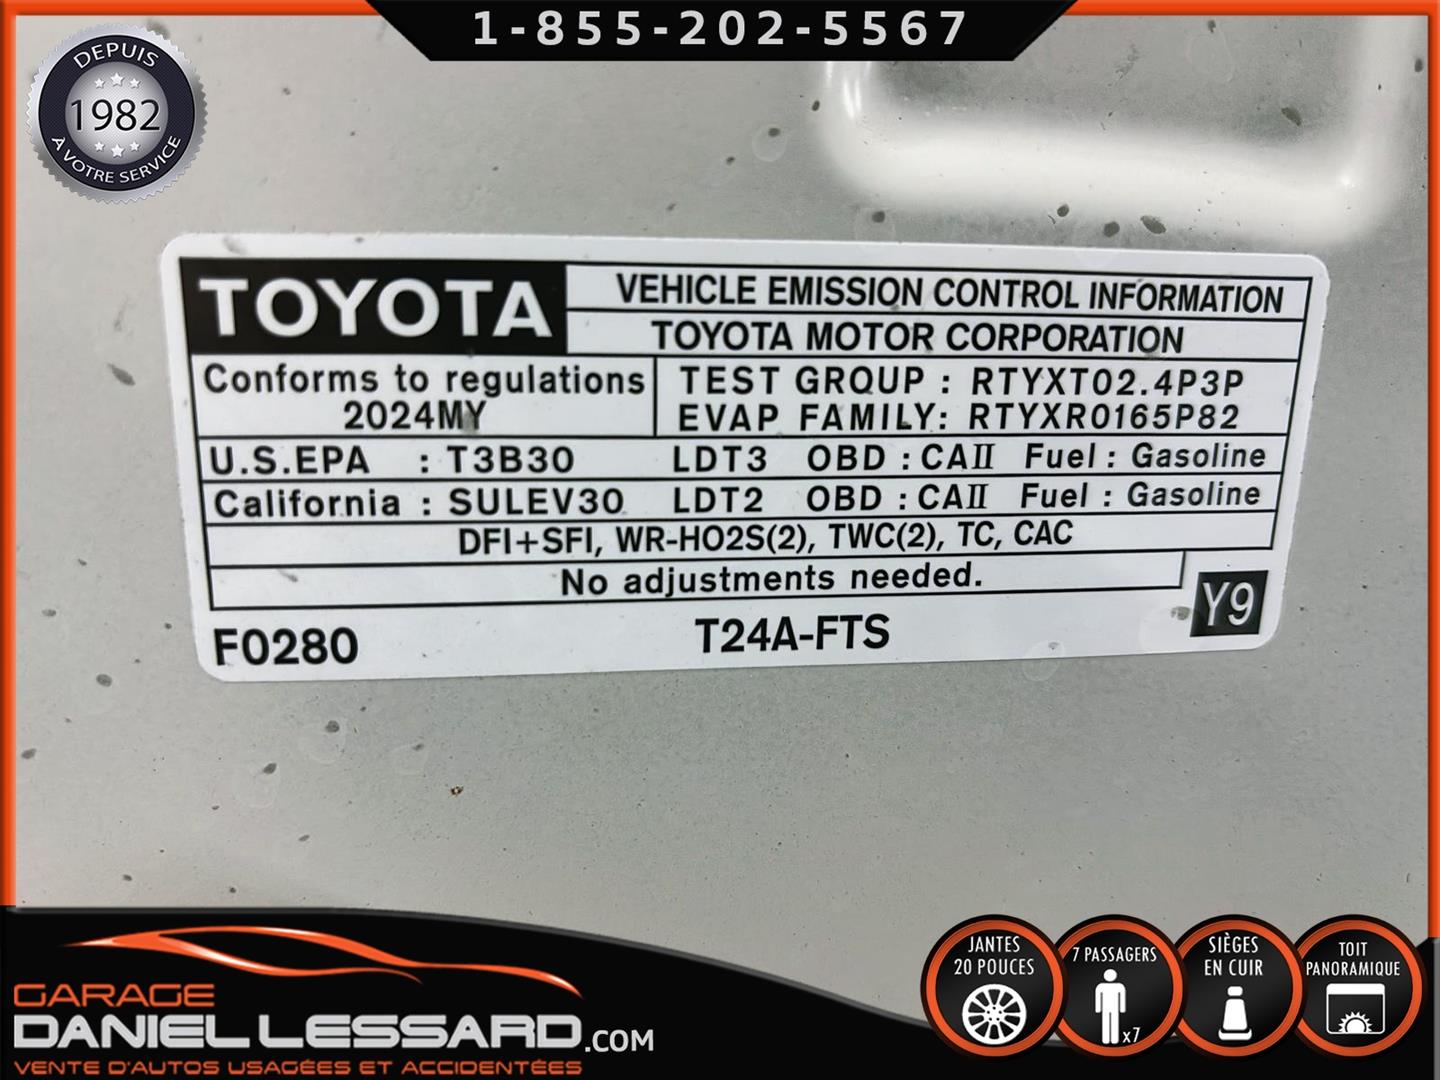 1-855-202-5567
DEPUIS
1982
À VOTRE SERVICE
TOYOTA
VEHICLE EMISSION CONTROL INFORMATION
TOYOTA MOTOR CORPORATION
Conforms to regulations
2024MY
TEST GROUP : RTYXT02.4P3P
EVAP FAMILY: RTYXR0165P82
U.S.EPA : T3B30 LDT3 OBD : CAII Fuel : Gasoline
California : SULEV30 LDT2 OBD : CAII Fuel : Gasoline
DFI+SFI, WR-HO2S(2), TWC(2), TC, CAC
No adjustments needed.
Y9
F0280
T24A-FTS
GARAGE
DANIEL LESSARD.COM
VENTE D'AUTOS USAGÉES ET ACCIDENTÉES
JANTES
20 POUCES
7 PASSAGERS
x7
SIÈGES
EN CUIR
TOIT
PANORAMIQUE